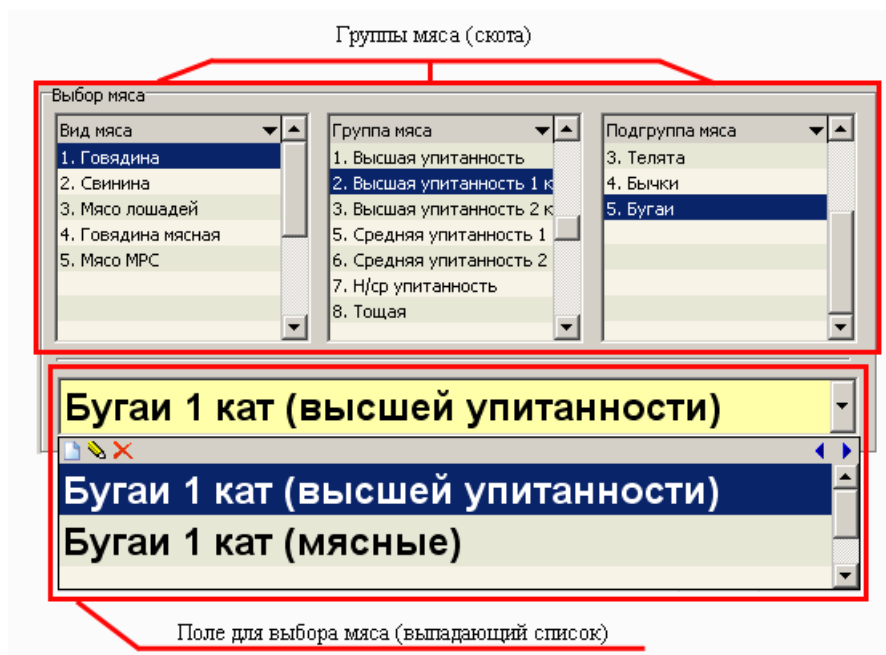 Группы мяса (скота)
Выбор мяса
Вид мяса
1. Говядина
2. Свинина
3. Мясо лошадей
4. Говядина мясная
5. Мясо МРС
Группа мяса
1. Высшая упитанность
2. Высшая упитанность 1 к
3. Высшая упитанность 2 к
5. Средняя упитанность 1
6. Средняя упитанность 2
7. Н/ср упитанность
8. Тощая
Подгруппа мяса
3. Телята
4. Бычки
5. Бугаи
Бугаи 1 кат (высшей упитанности)
Бугаи 1 кат (высшей упитанности)
Бугаи 1 кат (мясные)
Поле для выбора мяса (выпадающий список)